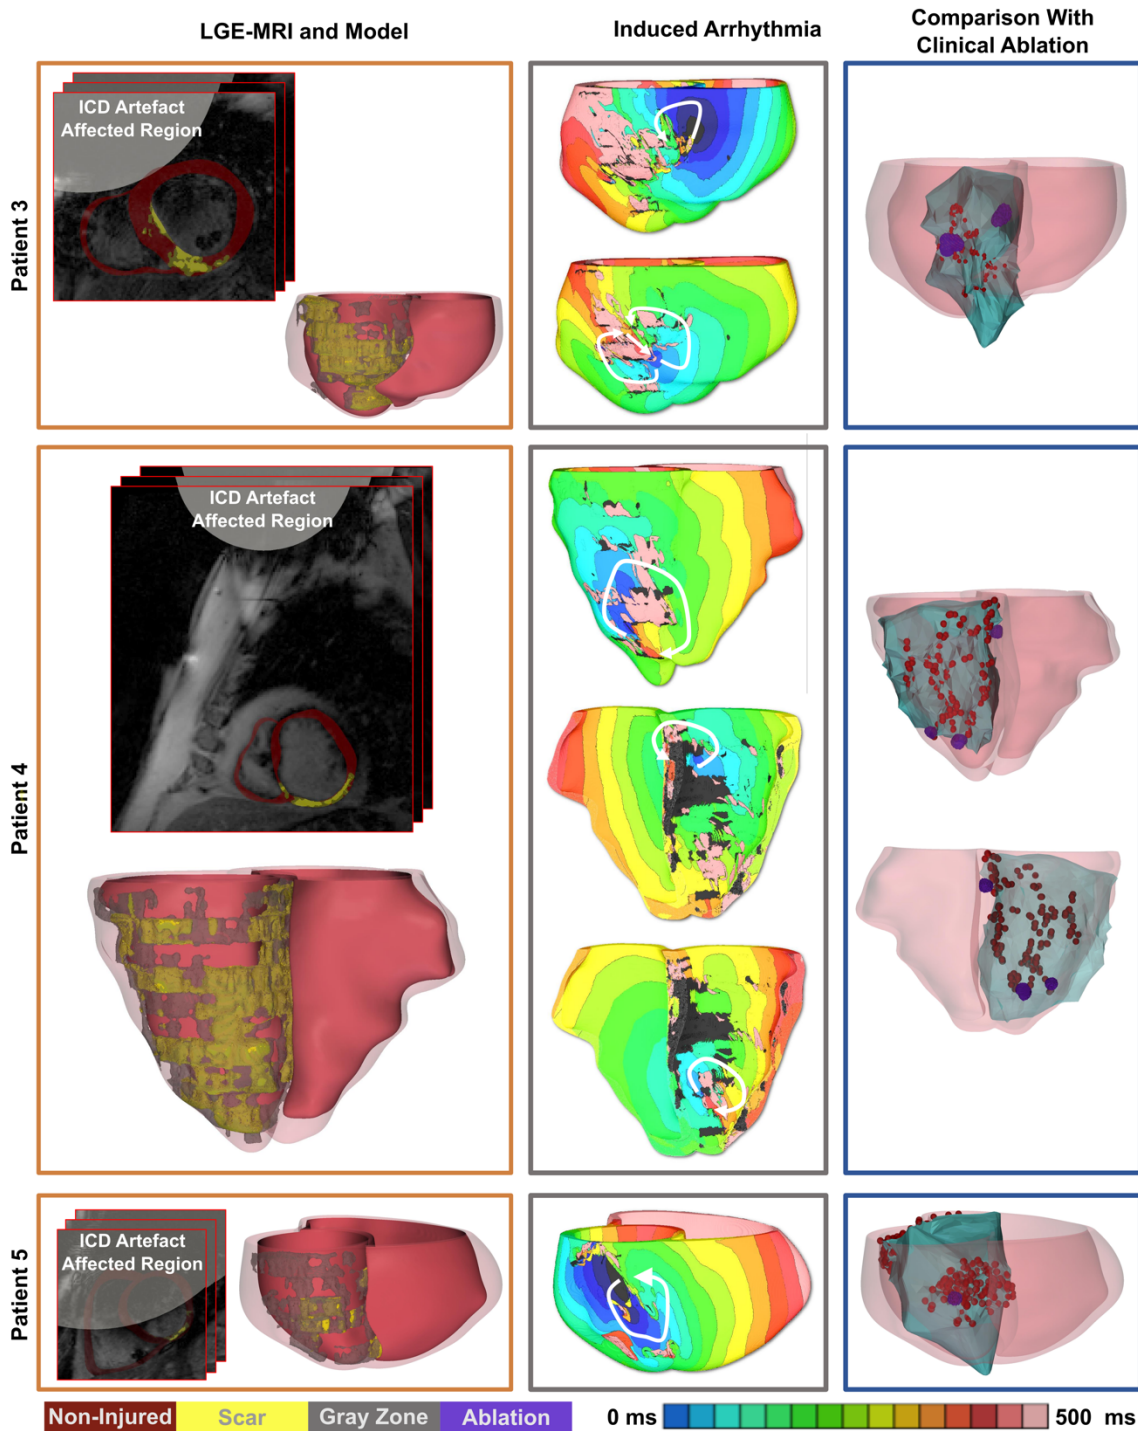 LGE-MRI and Model
Induced Arrhythmia
Comparison With
Clinical Ablation
Patient 3
ICD Artefact
Affected Region
Patient 4
ICD Artefact
Affected Region
Patient 5
ICD Artefact
Affected Region
Non-Injured
Scar
Gray Zone
Ablation
0 ms
500 ms